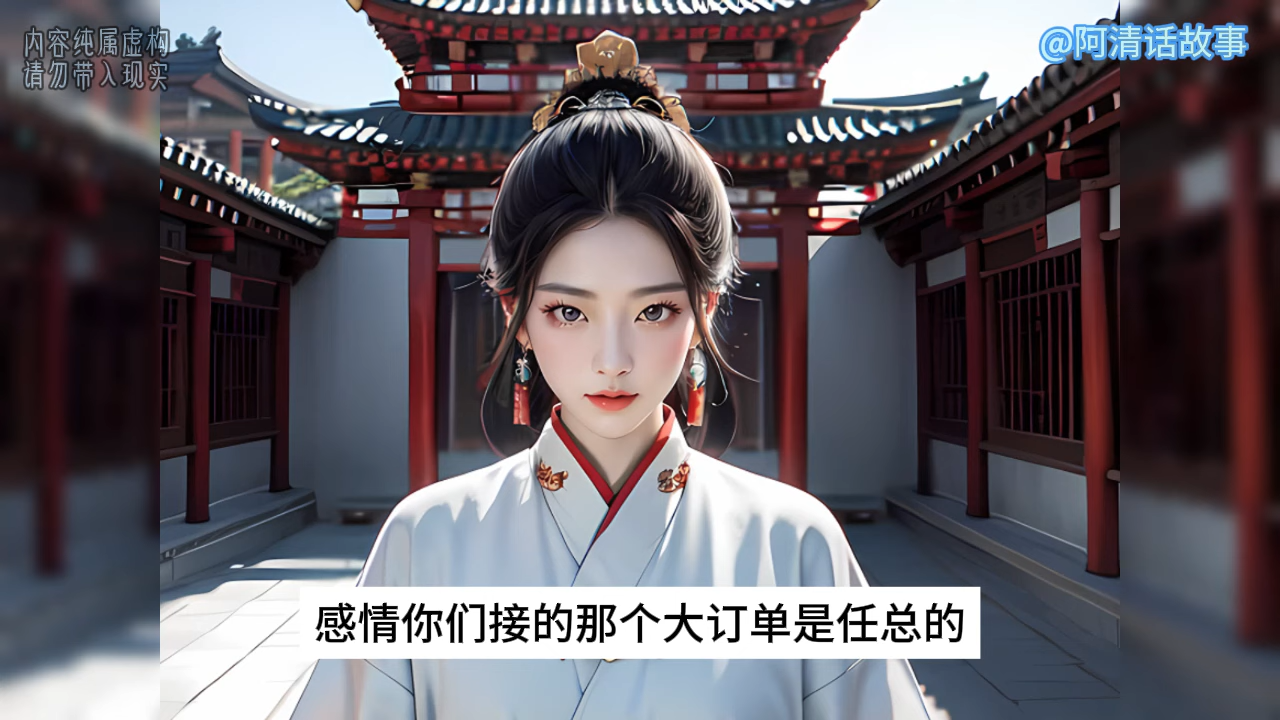 内容纯属虚构
请勿带入现实
@阿清话故事
感情你们接的那个大订单是任总的